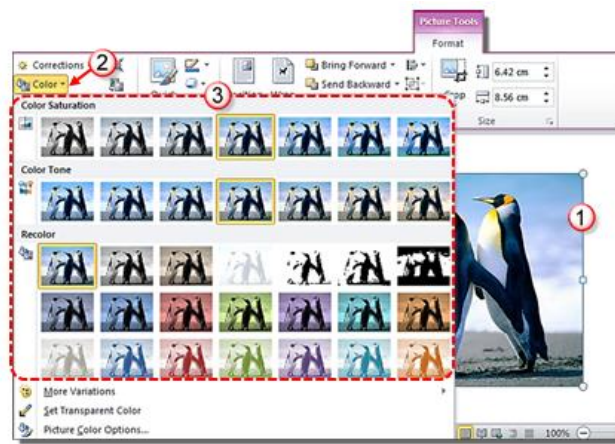 Picture Tools
Format
Corrections
Color
2
3
Bring Forward
Send Backward
Crop
6.42 cm
8.56 cm
Size
Color Saturation
Color Tone
Recolor
1
More Variations
Set Transparent Color
Picture Color Options...
100%